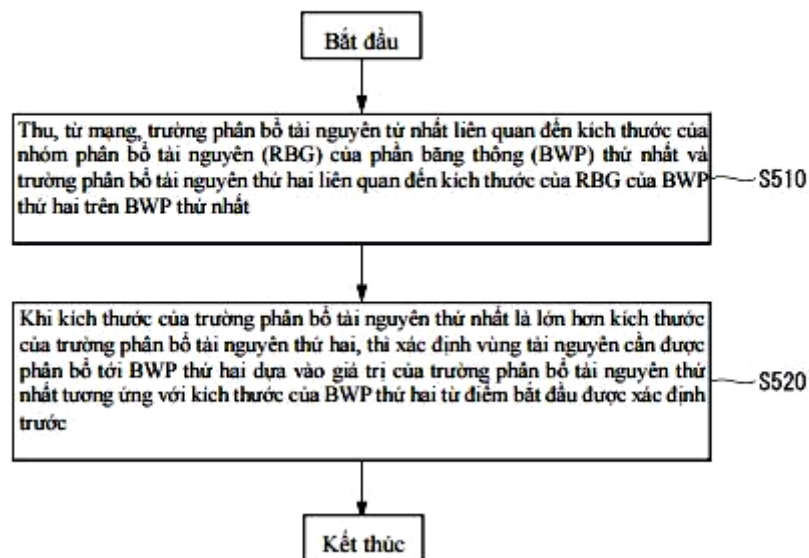 Bắt đầu
Thu, từ mạng, trường phân bổ tài nguyên từ nhất liên quan đến kích thước của
nhóm phân bổ tài nguyên (RBG) của phần băng thông (BWP) thứ nhất và
trường phân bổ tài nguyên thứ hai liên quan đến kích thước của RBG của BWP
thứ hai trên BWP thứ nhất
S510
Khi kích thước của trường phân bổ tài nguyên thứ nhất là lớn hơn kích thước
của trường phân bổ tài nguyên thứ hai, thì xác định vùng tài nguyên cần được
phân bổ tới BWP thứ hai dựa vào giá trị của trường phân bổ tài nguyên thứ
nhất tương ứng với kích thước của BWP thứ hai từ điểm bắt đầu được xác định
trước
S520
Kết thúc